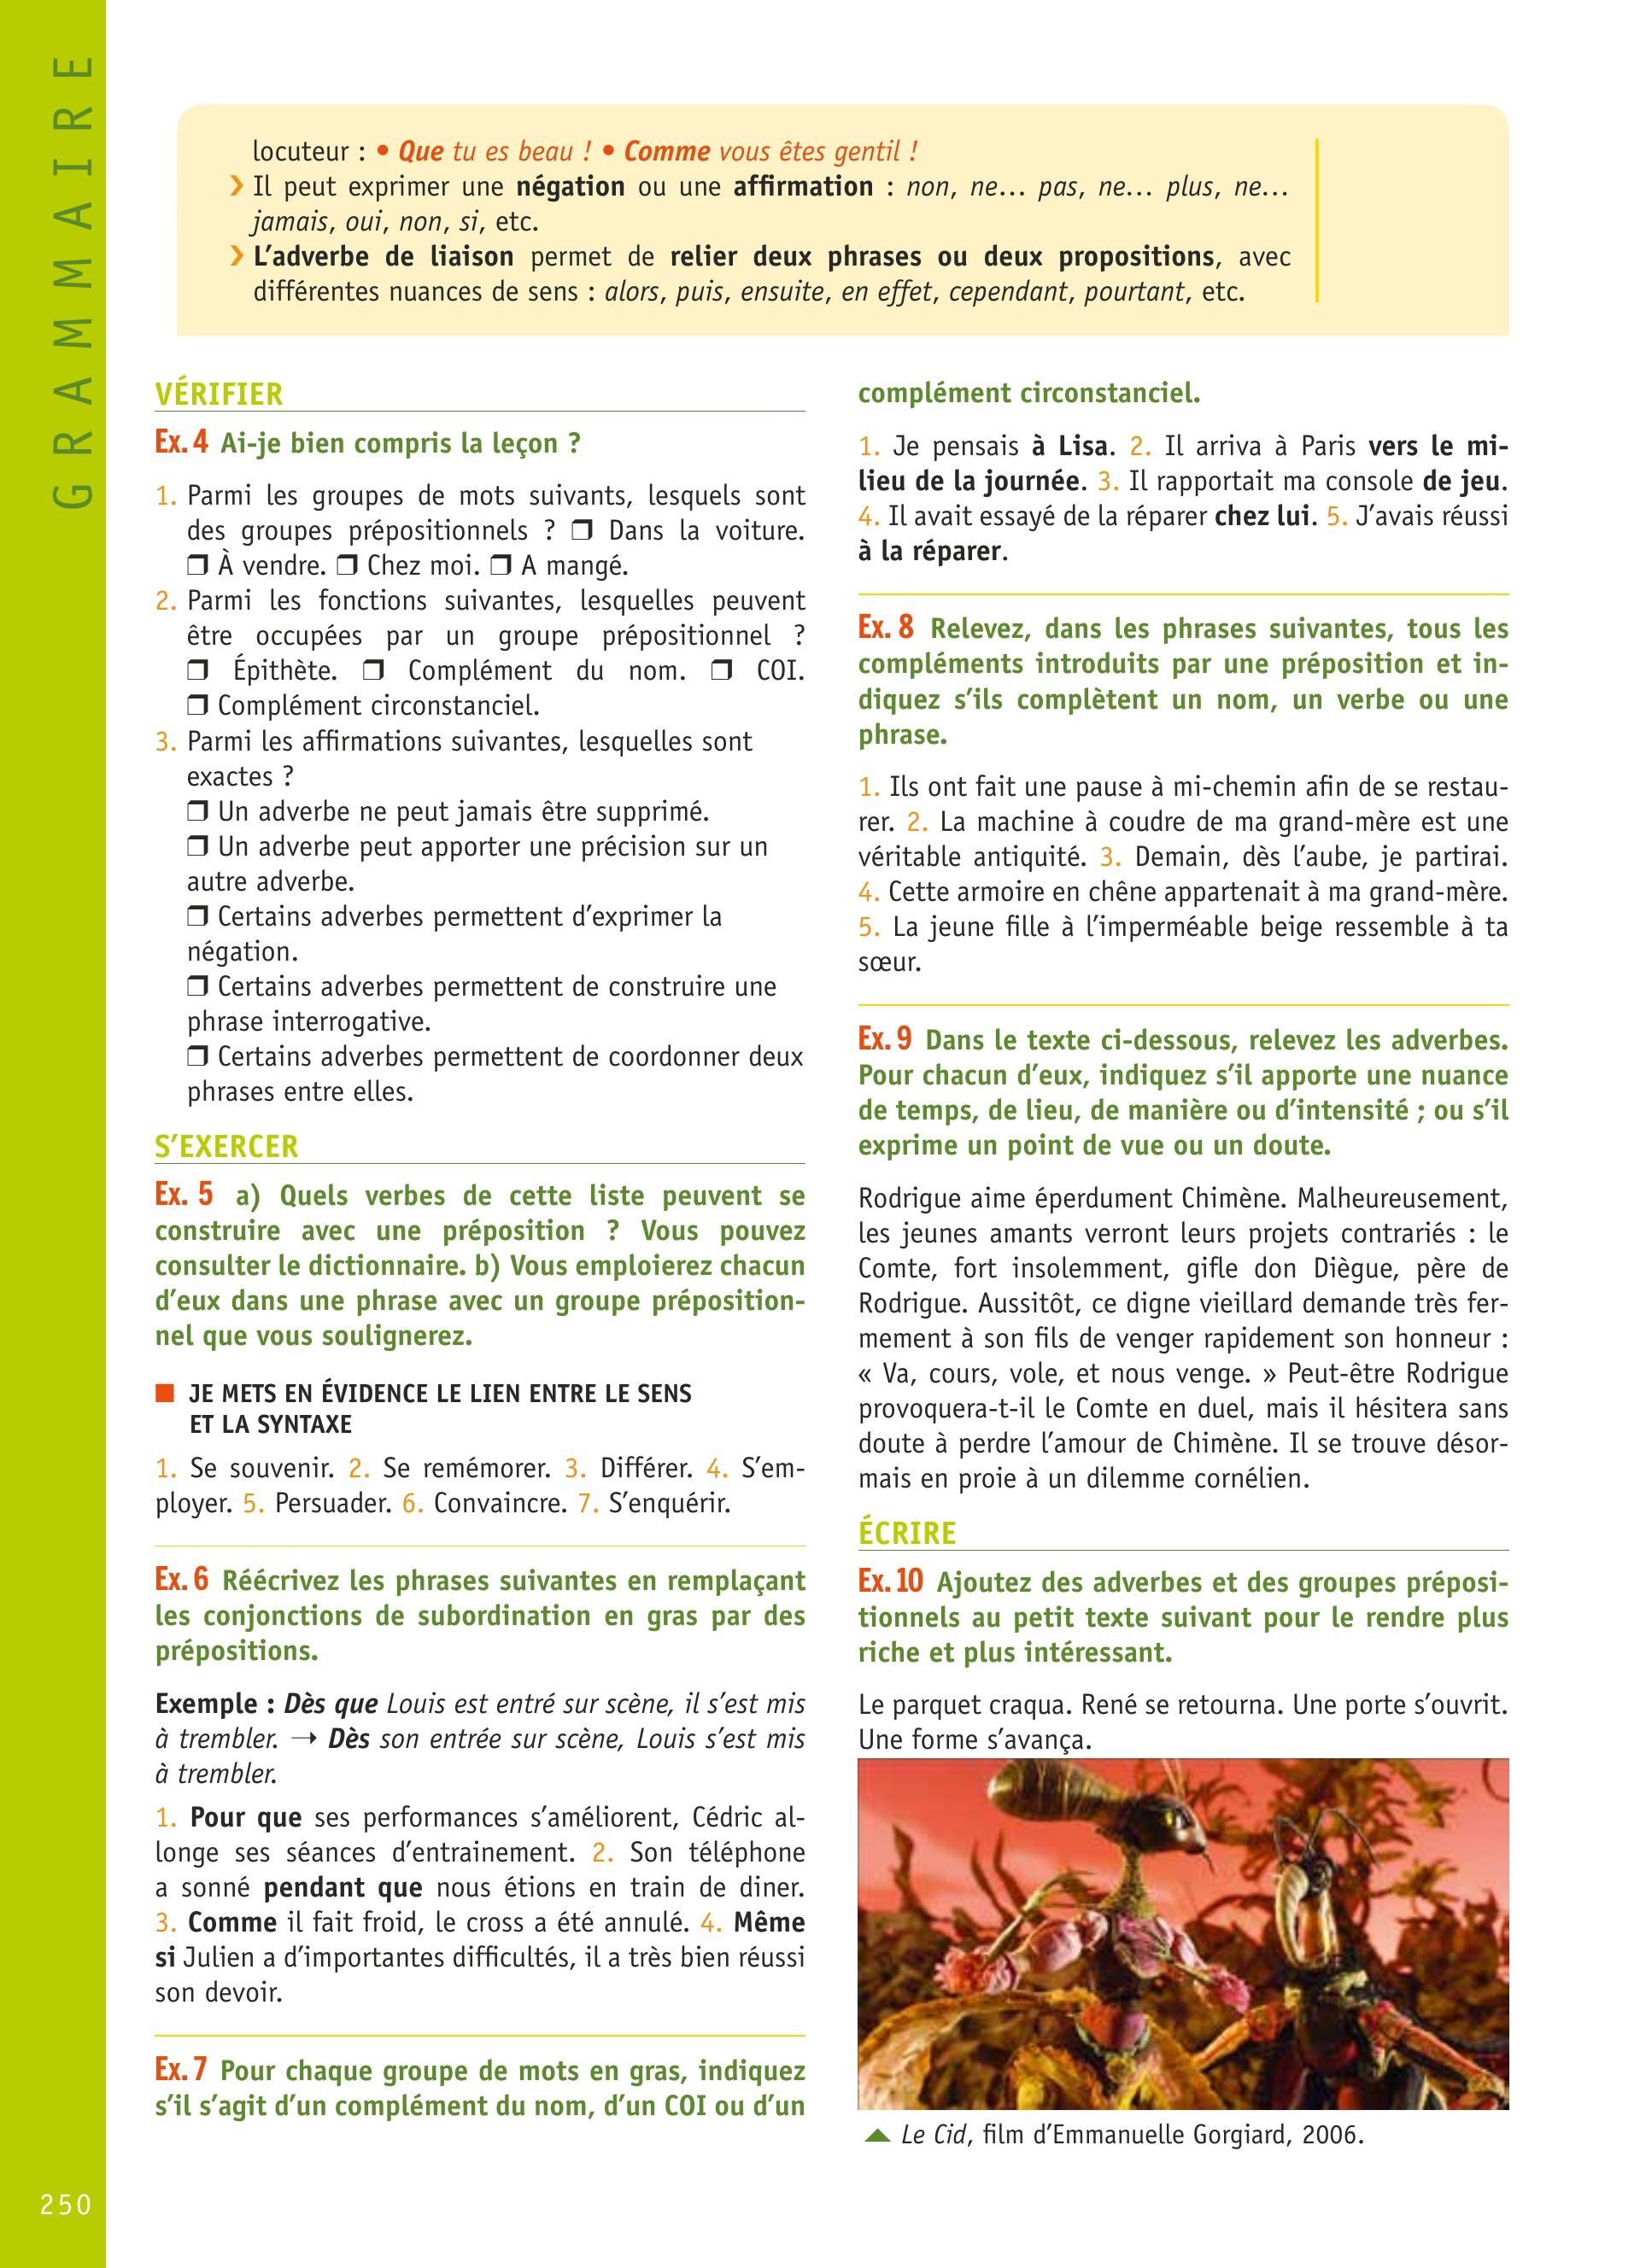 GRAMMAIRE
locuteur : • Que tu es beau ! • Comme vous êtes gentil !
❯ Il peut exprimer une négation ou une affirmation : non, ne… pas, ne… plus, ne…
jamais, oui, non, si, etc.
❯ L’adverbe de liaison permet de relier deux phrases ou deux propositions, avec
différentes nuances de sens : alors, puis, ensuite, en effet, cependant, pourtant, etc.
VÉRIFIER
Ex. 4 Ai-je bien compris la leçon ?
1. Parmi les groupes de mots suivants, lesquels sont
des groupes prépositionnels ? ❒ Dans la voiture.
❒ À vendre. ❒ Chez moi. ❒ A mangé.
2. Parmi les fonctions suivantes, lesquelles peuvent
être occupées par un groupe prépositionnel ?
❒ Épithète. ❒ Complément du nom. ❒ COI.
❒ Complément circonstanciel.
3. Parmi les affirmations suivantes, lesquelles sont
exactes ?
❒ Un adverbe ne peut jamais être supprimé.
❒ Un adverbe peut apporter une précision sur un
autre adverbe.
❒ Certains adverbes permettent d’exprimer la
négation.
❒ Certains adverbes permettent de construire une
phrase interrogative.
❒ Certains adverbes permettent de coordonner deux
phrases entre elles.
S’EXERCER
Ex. 5 a) Quels verbes de cette liste peuvent se
construire avec une préposition ? Vous pouvez
consulter le dictionnaire. b) Vous emploierez chacun
d’eux dans une phrase avec un groupe préposition-
nel que vous soulignerez.
■ JE METS EN ÉVIDENCE LE LIEN ENTRE LE SENS
ET LA SYNTAXE
1. Se souvenir. 2. Se remémorer. 3. Différer. 4. S’em-
ployer. 5. Persuader. 6. Convaincre. 7. S’enquérir.
Ex. 6 Réécrivez les phrases suivantes en remplaçant
les conjonctions de subordination en gras par des
prépositions.
Exemple : Dès que Louis est entré sur scène, il s’est mis
à trembler. → Dès son entrée sur scène, Louis s’est mis
à trembler.
1. Pour que ses performances s’améliorent, Cédric al-
longe ses séances d’entrainement. 2. Son téléphone
a sonné pendant que nous étions en train de diner.
3. Comme il fait froid, le cross a été annulé. 4. Même
si Julien a d’importantes difficultés, il a très bien réussi
son devoir.
Ex. 7 Pour chaque groupe de mots en gras, indiquez
s’il s’agit d’un complément du nom, d’un COI ou d’un
complément circonstanciel.
1. Je pensais à Lisa. 2. Il arriva à Paris vers le mi-
lieu de la journée. 3. Il rapportait ma console de jeu.
4. Il avait essayé de la réparer chez lui. 5. J’avais réussi
à la réparer.
Ex. 8 Relevez, dans les phrases suivantes, tous les
compléments introduits par une préposition et in-
diquez s’ils complètent un nom, un verbe ou une
phrase.
1. Ils ont fait une pause à mi-chemin afin de se restau-
rer. 2. La machine à coudre de ma grand-mère est une
véritable antiquité. 3. Demain, dès l’aube, je partirai.
4. Cette armoire en chêne appartenait à ma grand-mère.
5. La jeune fille à l’imperméable beige ressemble à ta
sœur.
Ex. 9 Dans le texte ci-dessous, relevez les adverbes.
Pour chacun d’eux, indiquez s’il apporte une nuance
de temps, de lieu, de manière ou d’intensité ; ou s’il
exprime un point de vue ou un doute.
Rodrigue aime éperdument Chimène. Malheureusement,
les jeunes amants verront leurs projets contrariés : le
Comte, fort insolemment, gifle don Diègue, père de
Rodrigue. Aussitôt, ce digne vieillard demande très fer-
mement à son fils de venger rapidement son honneur :
« Va, cours, vole, et nous venge. » Peut-être Rodrigue
provoquera-t-il le Comte en duel, mais il hésitera sans
doute à perdre l’amour de Chimène. Il se trouve désor-
mais en proie à un dilemme cornélien.
ÉCRIRE
Ex. 10 Ajoutez des adverbes et des groupes préposi-
tionnels au petit texte suivant pour le rendre plus
riche et plus intéressant.
Le parquet craqua. René se retourna. Une porte s’ouvrit.
Une forme s’avança.
Le Cid, film d’Emmanuelle Gorgiard, 2006.
250